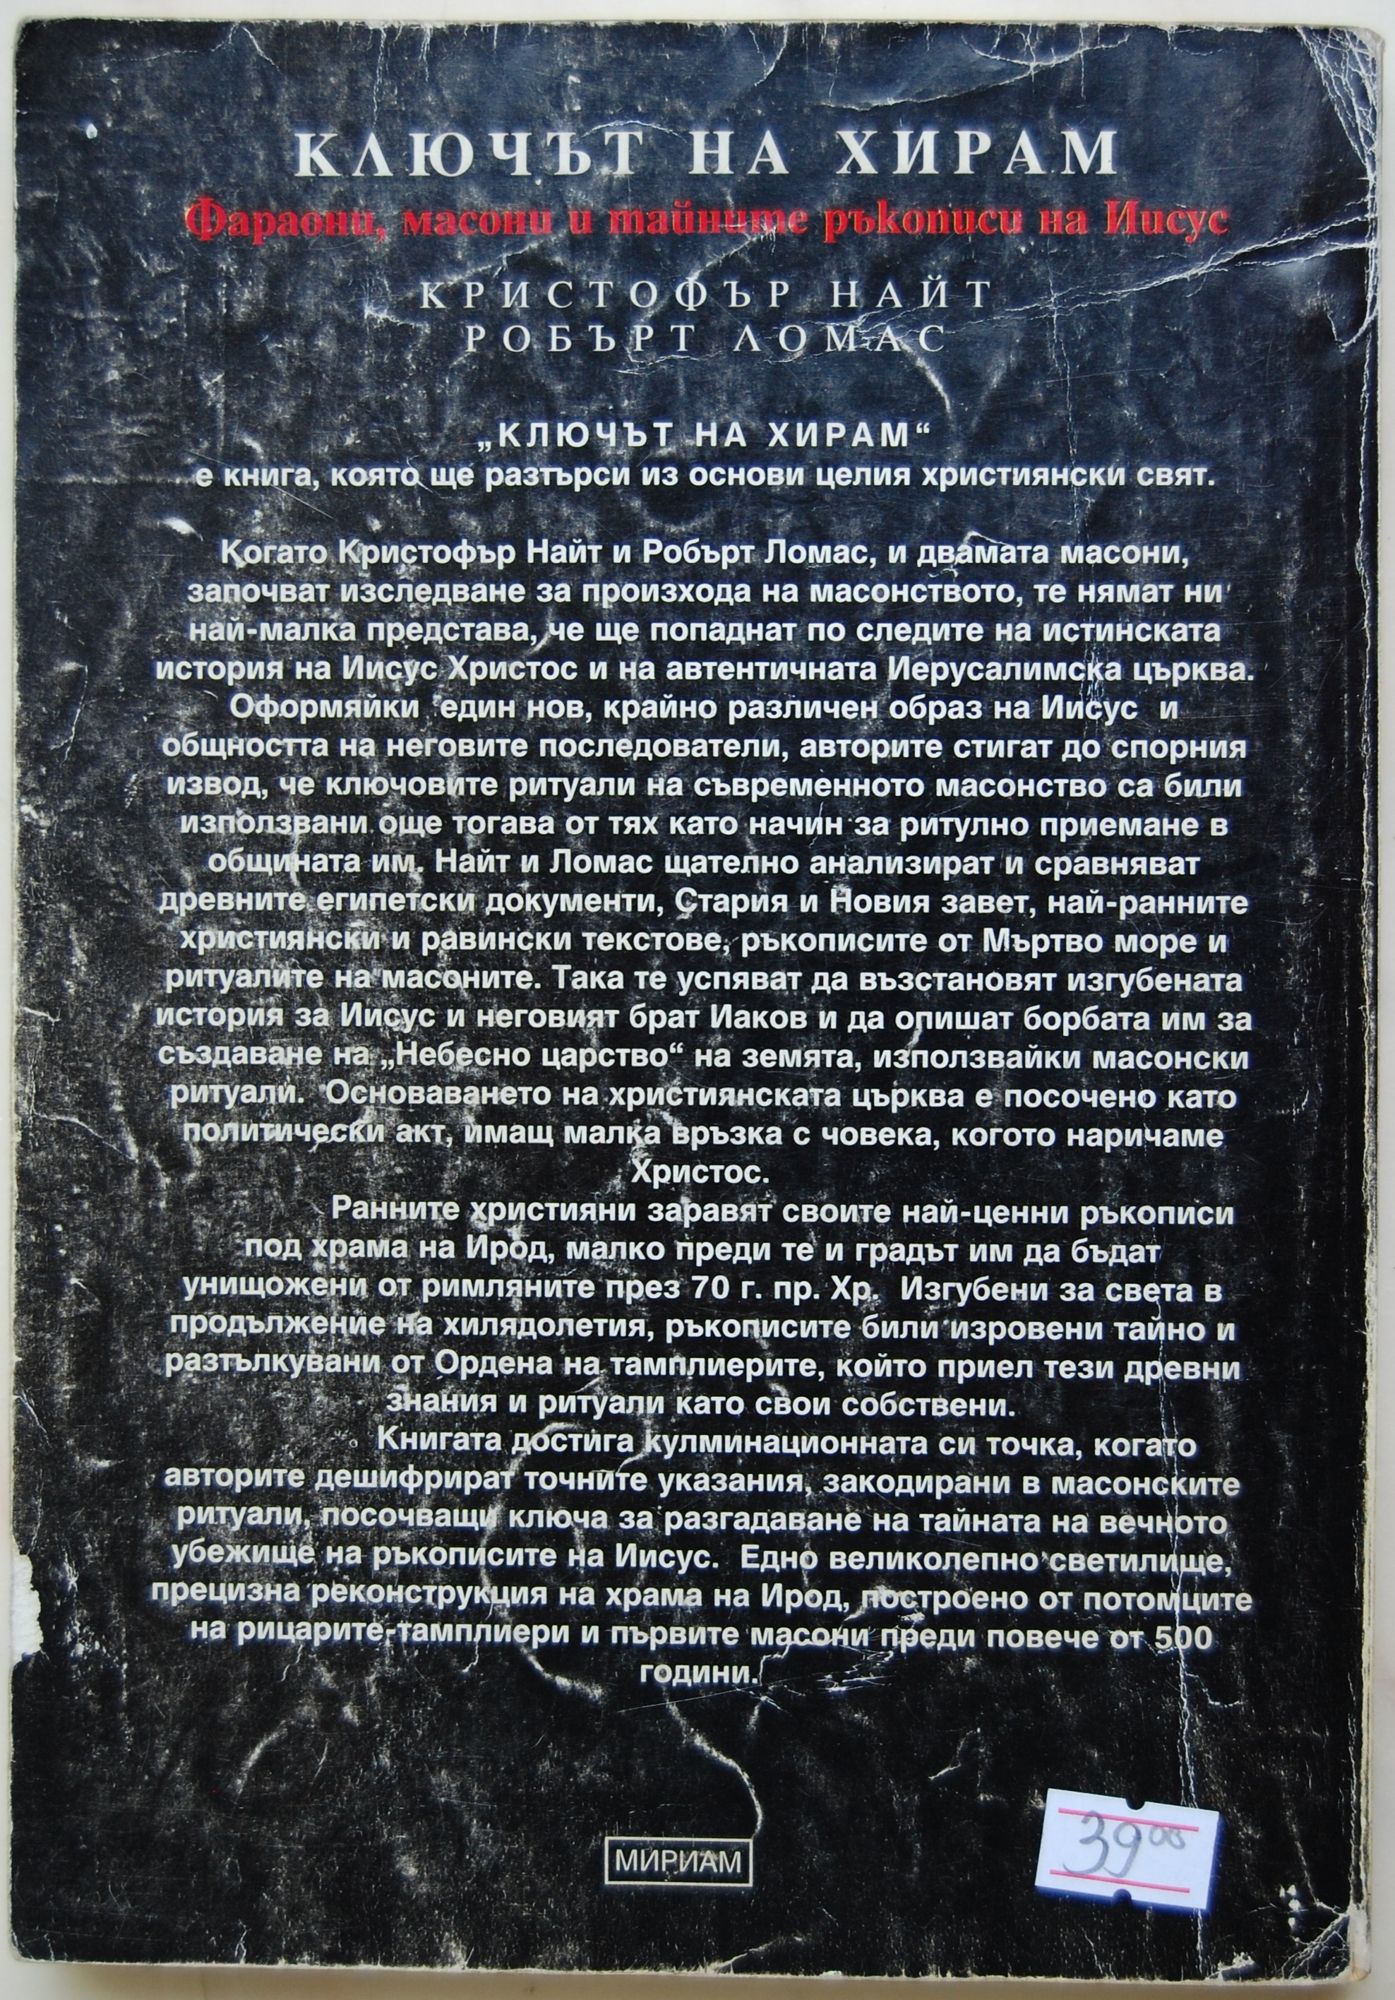 КЛЮЧЪТ НА ХИРАМ
Фараони, масони и тайните ръкописи на Иисус
КРИСТОФЪР НАЙТ
РОБЪРТ ЛОМАС
„КЛЮЧЪТ НА ХИРАМ“
е книга, която ще разтърси из основи целия християнски свят.
Когато Кристофър Найт и Робърт Ломас, и двамата масони,
започват изследване за произхода на масонството, те нямат ни
най-малка представа, че ще попаднат по следите на истинската
история на Иисус Христос и на автентичната Иерусалимска църква.
Оформяйки един нов, крайно различен образ на Иисус и
общността на неговите последователи, авторите стигат до спорния
извод, че ключовите ритуали на съвременното масонство са били
използвани още тогава от тях като начин за ритулно приемане в
общината им. Найт и Ломас щателно анализират и сравняват
древните египетски документи, Стария и Новия завет, най-ранните
християнски и равински текстове, ръкописите от Мъртво море и
ритуалите на масоните. Така те успяват да възстановят изгубената
история за Иисус и неговият брат Иаков и да опишат борбата им за
създаване на „Небесно царство“ на земята, използвайки масонски
ритуали. Основаването на християнската църква е посочено като
политически акт, имащ малка връзка с човека, когото наричаме
Христос.
Ранните християни заравят своите най-ценни ръкописи
под храма на Ирод, малко преди те и градът им да бъдат
унищожени от римляните през 70 г. пр. Хр. Изгубени за света в
продължение на хилядолетия, ръкописите били изровени тайно и
разтълкувани от Ордена на тамплиерите, който приел тези древни
знания и ритуали като свои собствени.
Книгата достига кулминационната си точка, когато
авторите дешифрират точните указания, закодирани в масонските
ритуали, посочващи ключа за разгадаване на тайната на вечното
убежище на ръкописите на Иисус. Едно великолепно светилище,
прецизна реконструкция на храма на Ирод, построено от потомците
на рицарите-тамплиери и първите масони преди повече от 500
години.
МИРИАМ
39⁰⁰